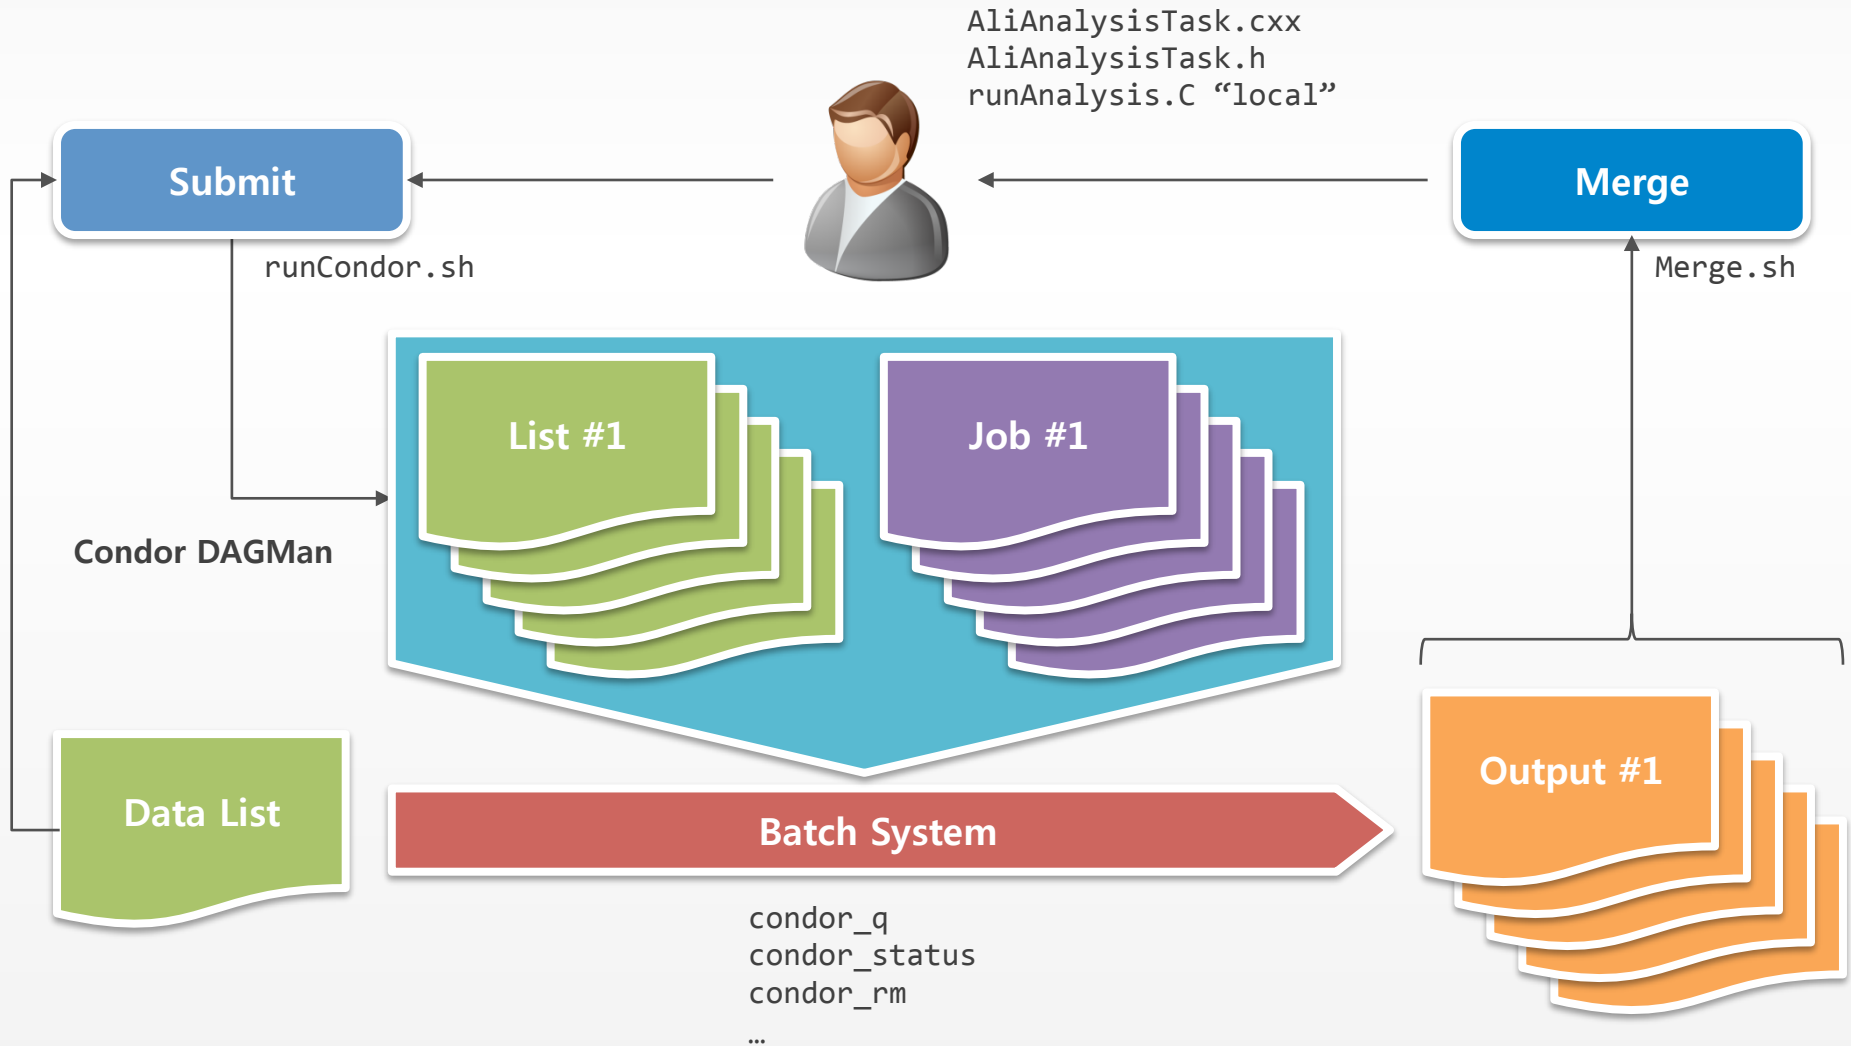 AliAnalysisTask.cxx
AliAnalysisTask.h
runAnalysis.C “local”
Submit
Merge
runCondor.sh
Merge.sh
List #1
Job #1
Condor DAGMan
Data List
Batch System
Output #1
condor_q
condor_status
condor_rm
…